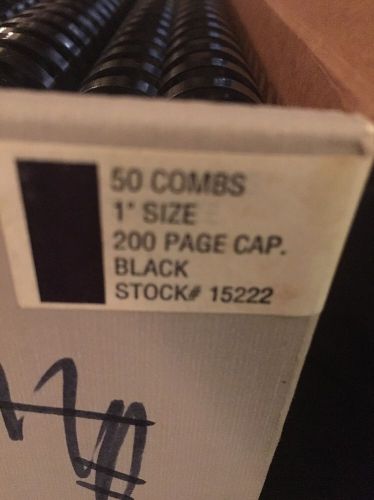 50 COMBS
1" SIZE
200 PAGE CAP.
BLACK
STOCK# 15222